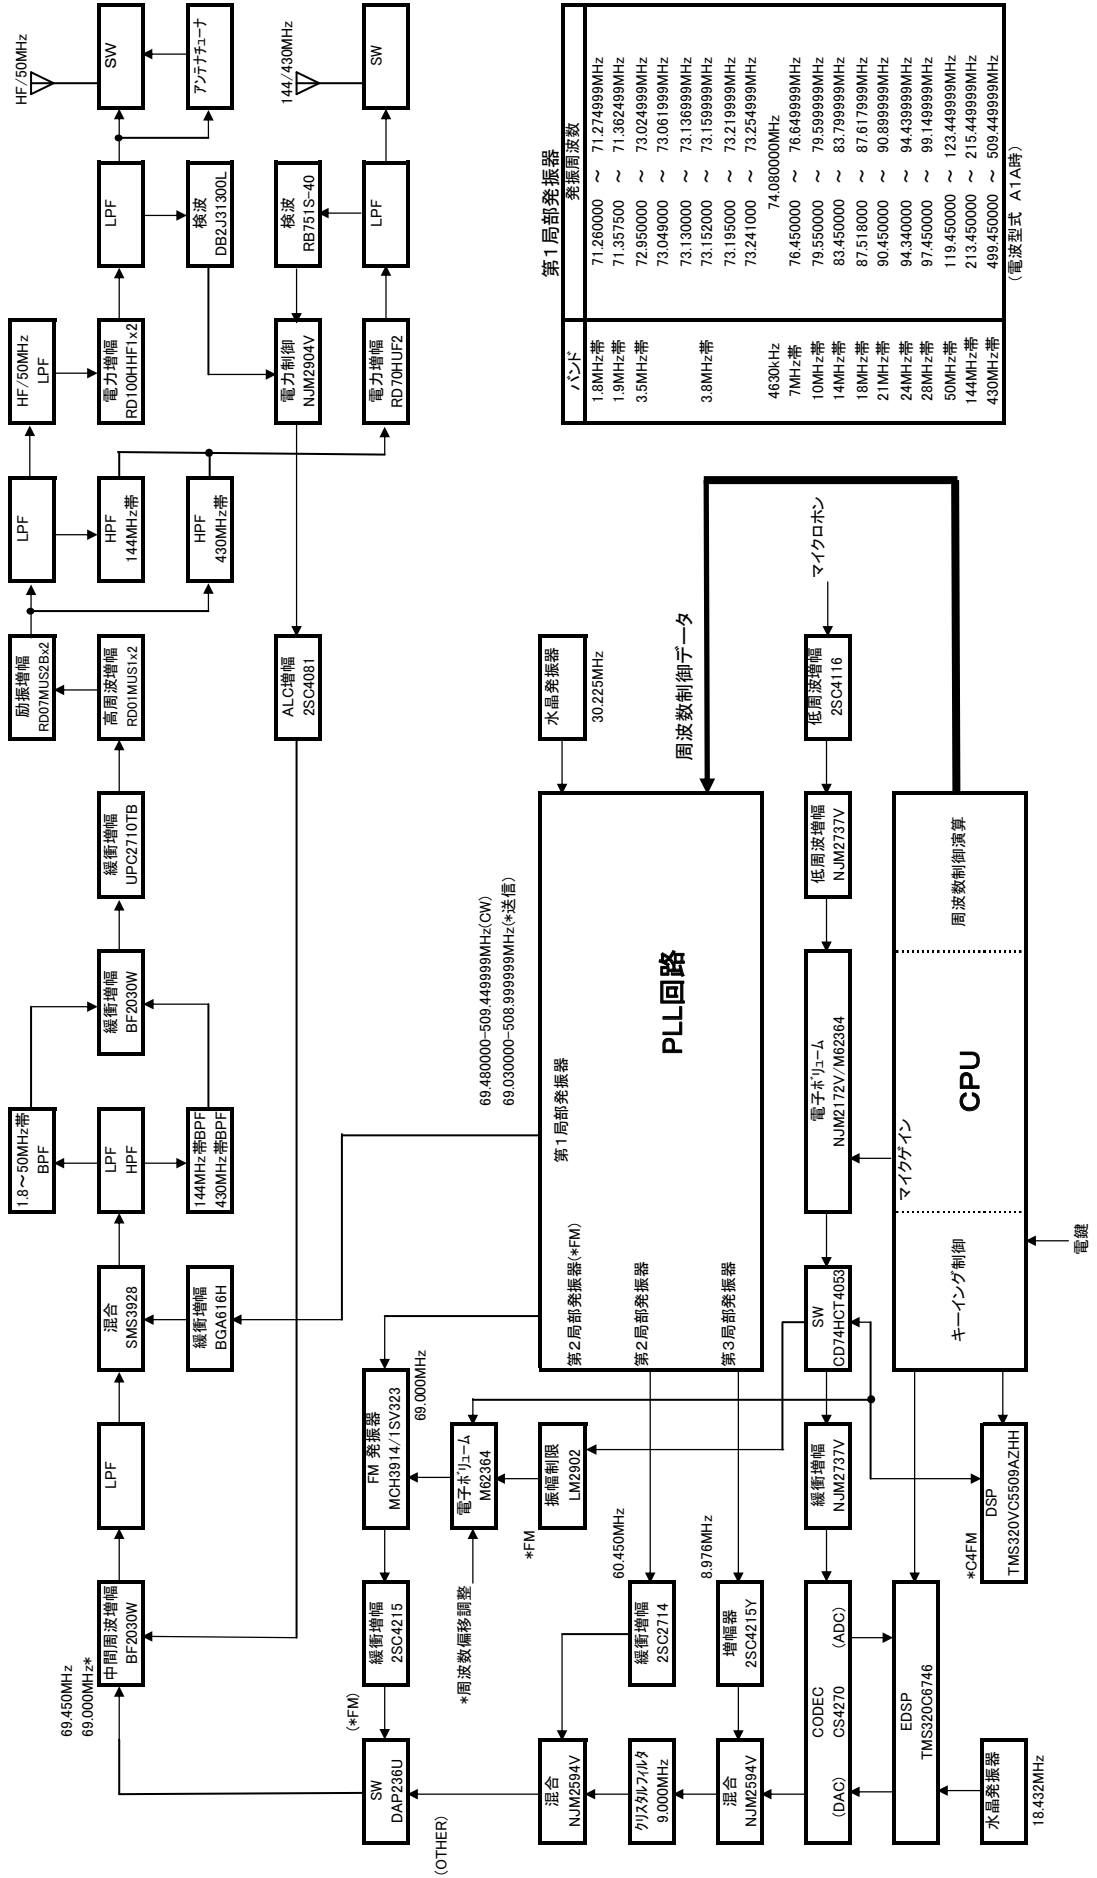 69.450MHz
69.000MHz*
中間周波増幅
BF2030W
LPF
混合
SMS3928
緩衝増幅
BGA616H
LPF
HPF
1.8～50MHz帯
BPF
144MHz帯BPF
430MHz帯BPF
緩衝増幅
BF2030W
緩衝増幅
UPC2710TB
高周波増幅
RD01MUS1x2
励振増幅
RD07MUS2Bx2
LPF
HPF
144MHz帯
HPF
430MHz帯
HF/50MHz
LPF
電力増幅
RD100HHF1x2
LPF
検波
DB2J31300L
HF/50MHz
SW
アンテナチューナ
144/430MHz
SW
検波
RB751S-40
LPF
電力制御
NJM2904V
電力増幅
RD70HUF2
ALC増幅
2SC4081
(*FM)
SW
DAP236U
(OTHER)
緩衝増幅
2SC4215
FM 発振器
MCH3914/1SV323
69.000MHz
*周波数偏移調整
電子ボリューム
M62364
*FM
振幅制限
LM2902
混合
NJM2594V
クリスタルフィルタ
9.000MHz
混合
NJM2594V
60.450MHz
緩衝増幅
2SC2714
8.976MHz
増幅器
2SC4215Y
69.480000-509.449999MHz(CW)
69.030000-508.999999MHz(*送信)
第1局部発振器
第2局部発振器(*FM)
第2局部発振器
第3局部発振器
PLL回路
水晶発振器
30.225MHz
周波数制御データ
CODEC
CS4270
(DAC)
(ADC)
緩衝増幅
NJM2737V
SW
CD74HCT4053
電子ボリューム
NJM2172V/M62364
低周波増幅
NJM2737V
低周波増幅
2SC4116
マイクロホン
EDSP
TMS320C6746
水晶発振器
18.432MHz
*C4FM
DSP
TMS320VC5509AZHH
キーイング制御
マイクゲイン
CPU
周波数制御演算
電鍵
第1局部発振器
バンド 発振周波数
1.8MHz帯 71.260000 ～ 71.274999MHz
1.9MHz帯 71.357500 ～ 71.362499MHz
3.5MHz帯 72.950000 ～ 73.024999MHz
73.049000 ～ 73.061999MHz
73.130000 ～ 73.136999MHz
3.8MHz帯 73.152000 ～ 73.159999MHz
73.195000 ～ 73.219999MHz
73.241000 ～ 73.254999MHz
4630kHz 74.080000MHz
7MHz帯 76.450000 ～ 76.649999MHz
10MHz帯 79.550000 ～ 79.599999MHz
14MHz帯 83.450000 ～ 83.799999MHz
18MHz帯 87.518000 ～ 87.617999MHz
21MHz帯 90.450000 ～ 90.899999MHz
24MHz帯 94.340000 ～ 94.439999MHz
28MHz帯 97.450000 ～ 99.149999MHz
50MHz帯 119.450000 ～ 123.449999MHz
144MHz帯 213.450000 ～ 215.449999MHz
430MHz帯 499.450000 ～ 509.449999MHz
(電波型式 A1A時)